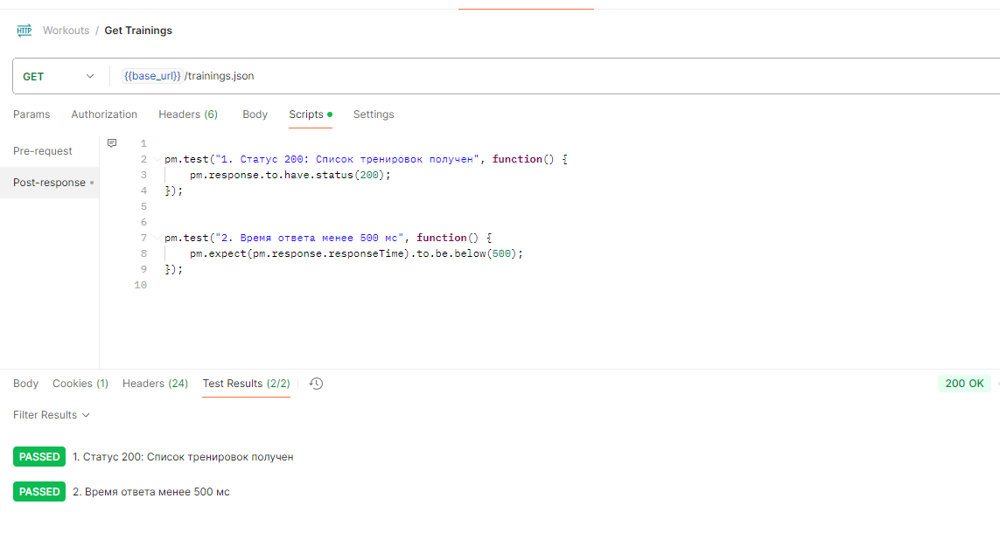 HTTP Workouts / Get Trainings
GET {{base_url}} /trainings.json
Params Authorization Headers (6) Body Scripts Settings
Pre-request
Post-response
1
2 pm.test("1. Статус 200: Список тренировок получен", function() {
3 pm.response.to.have.status(200);
4 });
5
6
7 pm.test("2. Время ответа менее 500 мс", function() {
8 pm.expect(pm.response.responseTime).to.be.below(500);
9 });
10
Body Cookies (1) Headers (24) Test Results (2/2) 200 OK
Filter Results
PASSED 1. Статус 200: Список тренировок получен
PASSED 2. Время ответа менее 500 мс